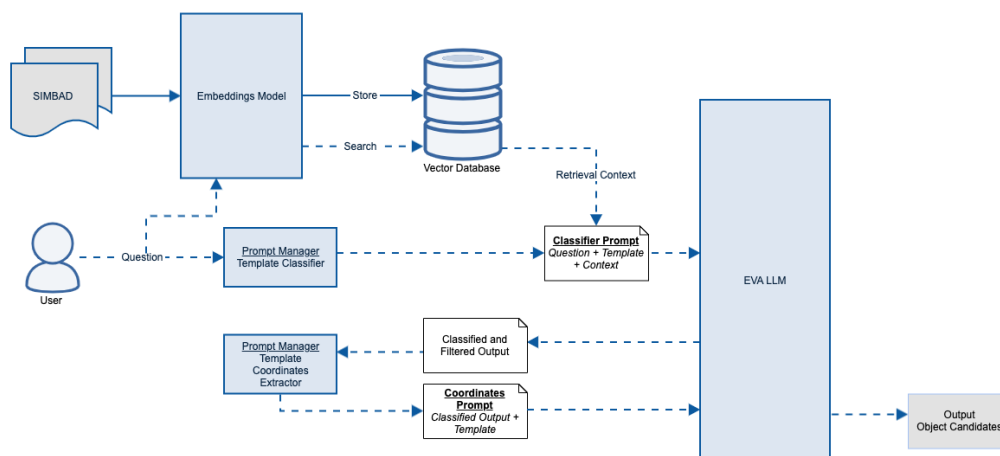 SIMBAD
Embeddings Model
Store
Search
Vector Database
Retrieval Context
User
Question
Prompt Manager
Template Classifier
Classifier Prompt
Question + Template
+ Context
EVA LLM
Prompt Manager
Template
Coordinates
Extractor
Classified and
Filtered Output
Coordinates
Prompt
Classified Output +
Template
Output
Object Candidates